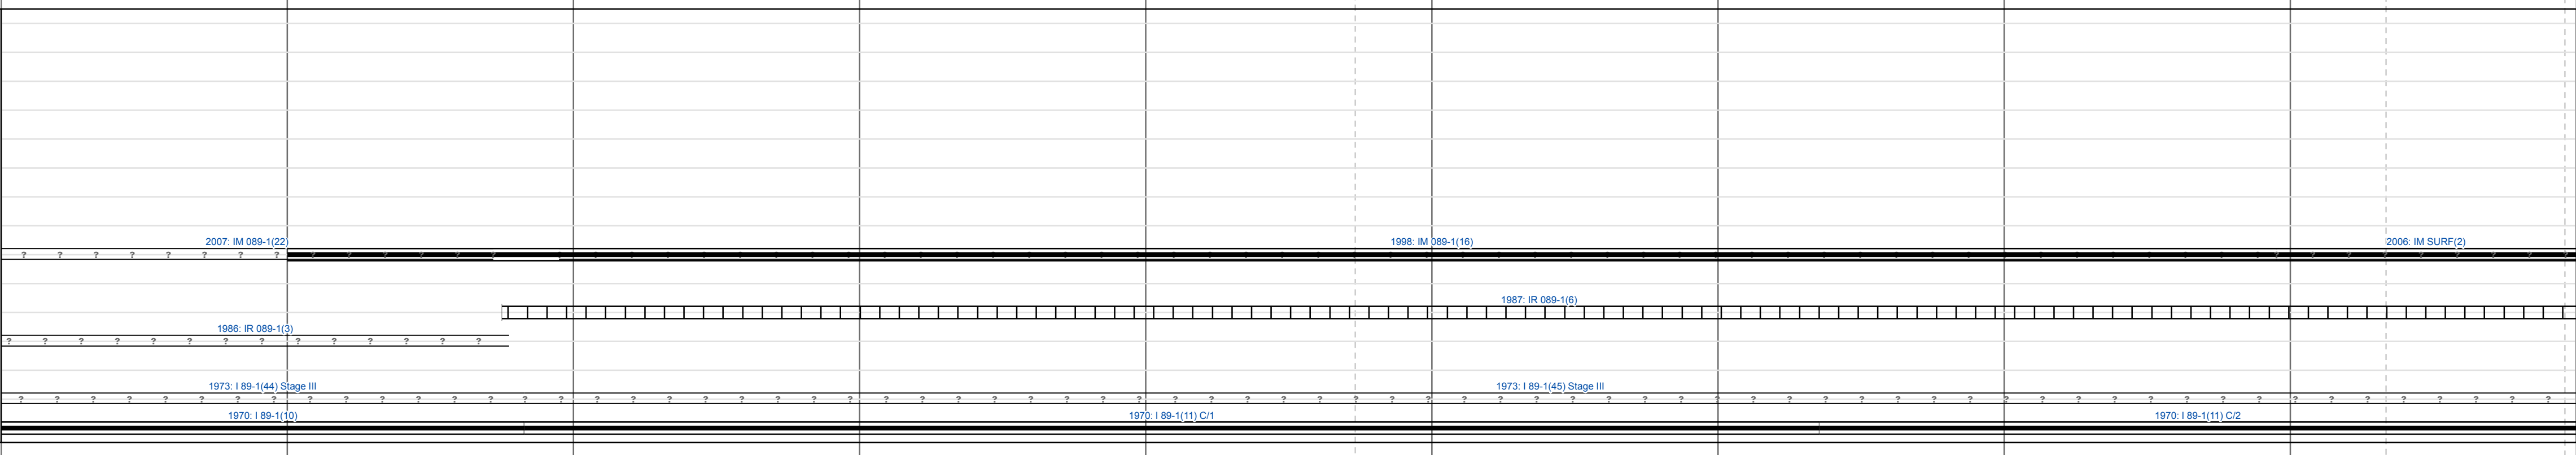 2007: IM 089-1(22)
1998: IM 089-1(16)
2006: IM SURF(2)
1987: IR 089-1(6)
1986: IR 089-1(3)
1973: I 89-1(44) Stage III
1973: I 89-1(45) Stage III
1970: I 89-1(10)
1970: I 89-1(11) C/1
1970: I 89-1(11) C/2